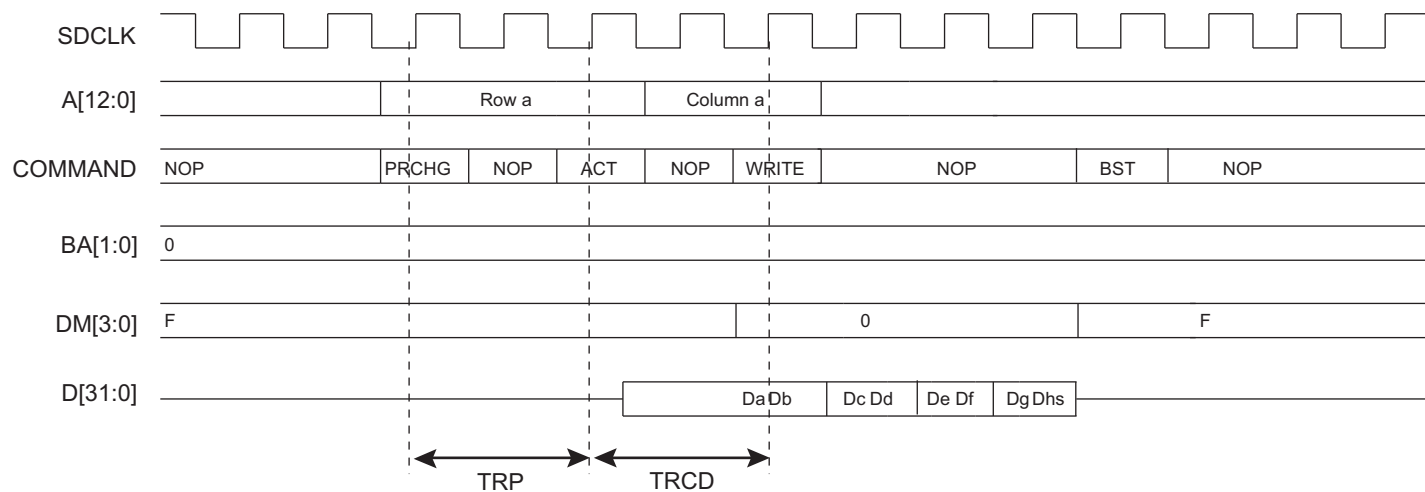 SDCLK
A[12:0] Row a Column a
COMMAND NOP PRCHG NOP ACT NOP WRITE NOP BST NOP
BA[1:0] 0
DM[3:0] F 0 F
D[31:0] Da Db Dc Dd De Df Dg Dhs
TRP TRCD